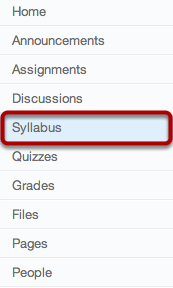 Home
Announcements
Assignments
Discussions
Syllabus
Quizzes
Grades
Files
Pages
People